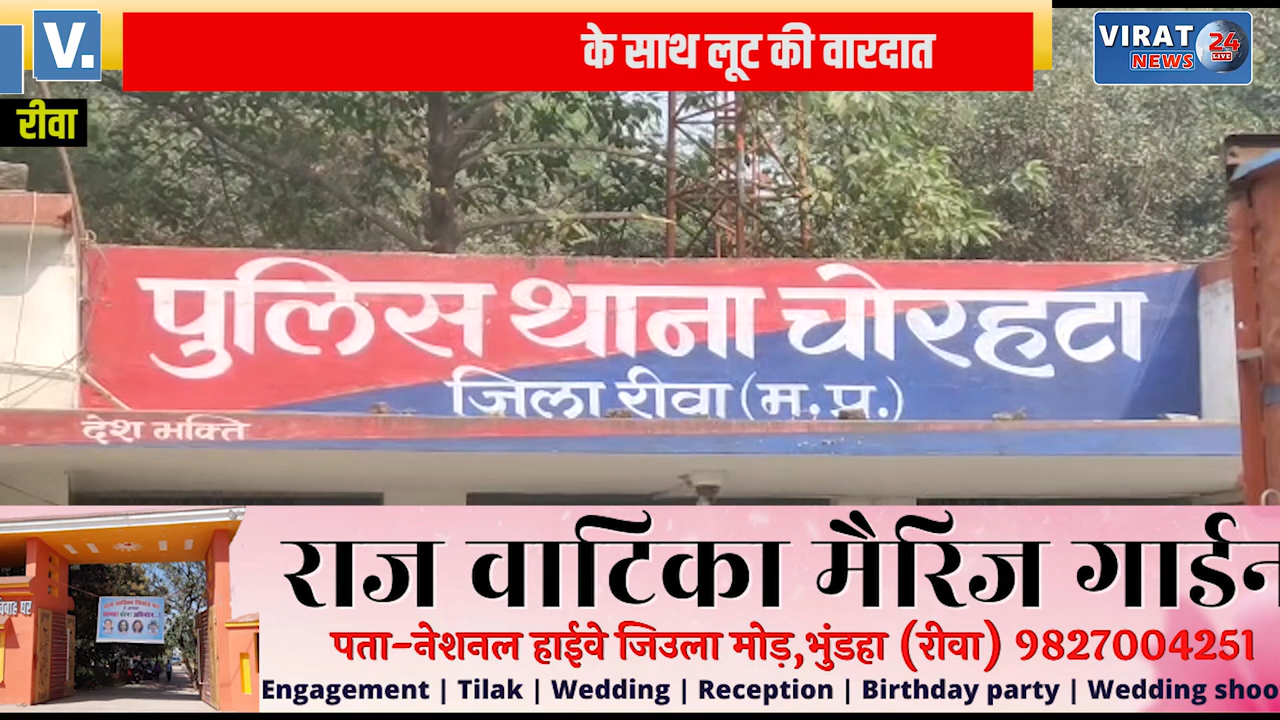 V.
के साथ लूट की वारदात
VIRAT
NEWS
24
LIVE
रीवा
पुलिस थाना चोरहटा
जिला रीवा (म.प्र.)
देश भक्ति
राज वाटिका मैरिज गार्डन
पता-नेशनल हाईवे जिउला मोड़,भुंडहा (रीवा) 9827004251
Engagement | Tilak | Wedding | Reception | Birthday party | Wedding shoo